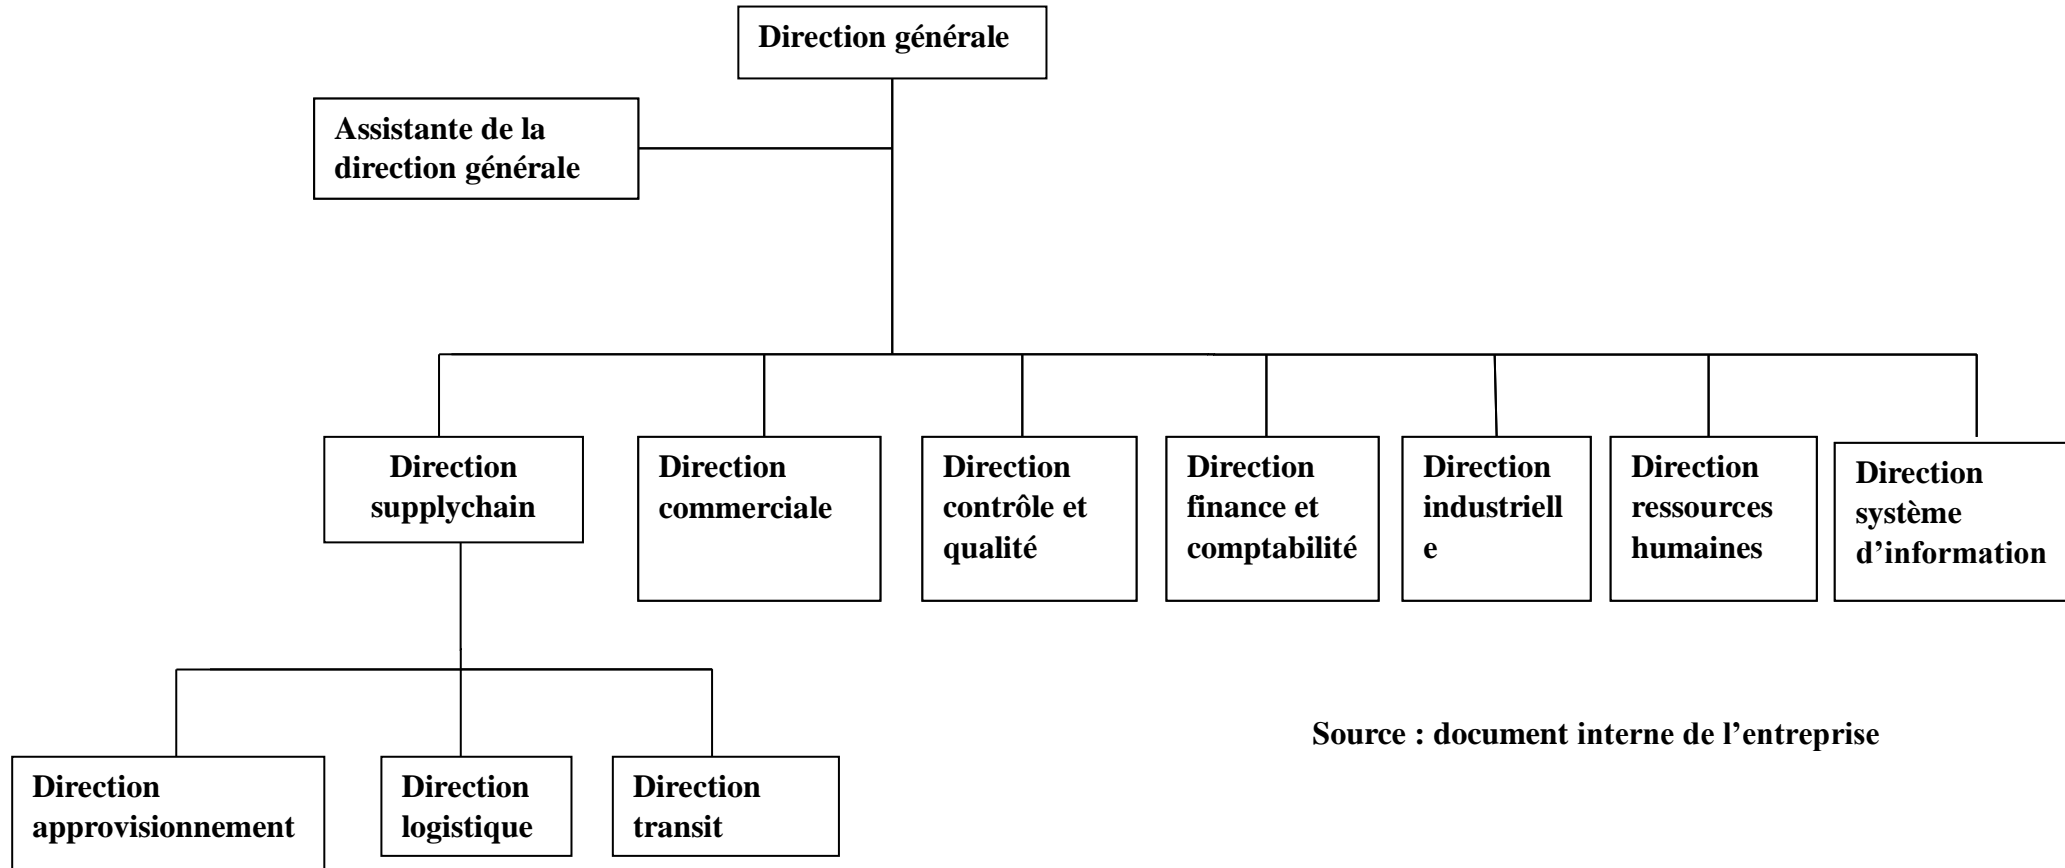 Direction générale
Assistante de la
direction générale
Direction
supplychain
Direction
commerciale
Direction
contrôle et
qualité
Direction
finance et
comptabilité
Direction
industriell
e
Direction
ressources
humaines
Direction
système
d’information
Source : document interne de l’entreprise
Direction
approvisionnement
Direction
logistique
Direction
transit